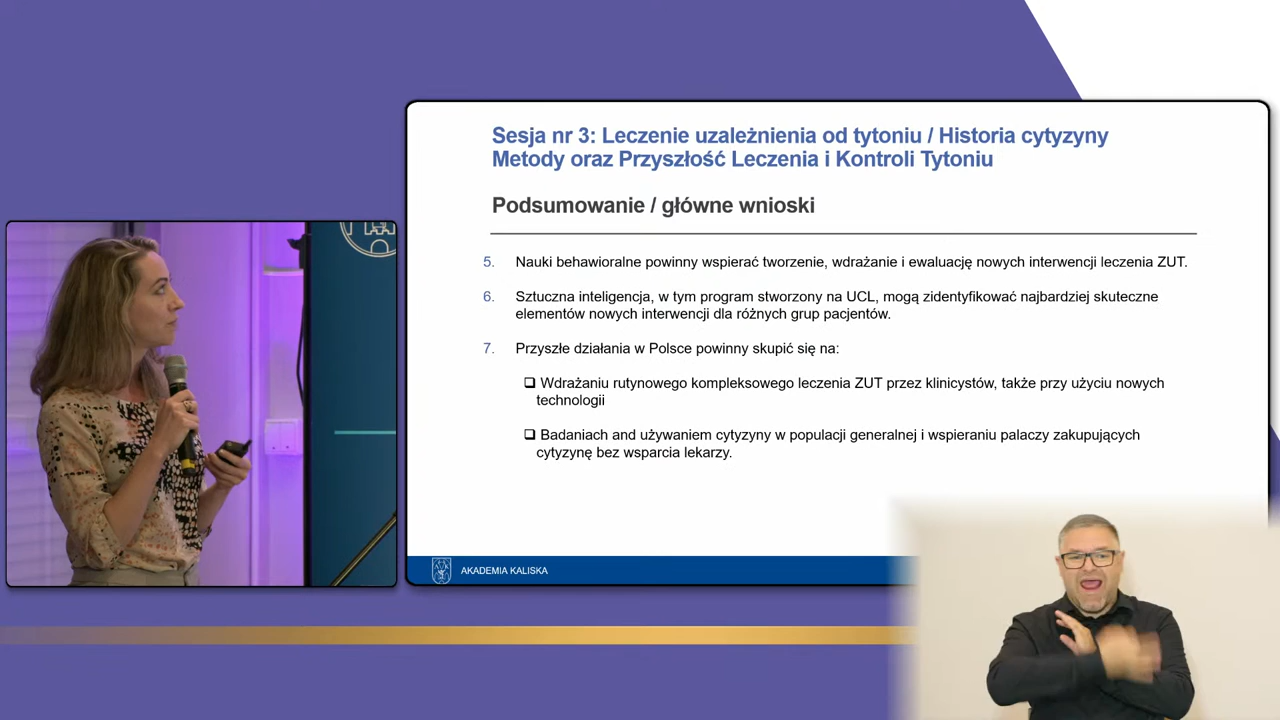 Sesja nr 3: Leczenie uzależnienia od tytoniu / Historia cytyzyny
Metody oraz Przyszłość Leczenia i Kontroli Tytoniu
Podsumowanie / główne wnioski
5. Nauki behawioralne powinny wspierać tworzenie, wdrażanie i ewaluację nowych interwencji leczenia ZUT.
6. Sztuczna inteligencja, w tym program stworzony na UCL, mogą zidentyfikować najbardziej skuteczne
elementów nowych interwencji dla różnych grup pacjentów.
7. Przyszłe działania w Polsce powinny skupić się na:
❑ Wdrażaniu rutynowego kompleksowego leczenia ZUT przez klinicystów, także przy użyciu nowych
technologii
❑ Badaniach and używaniem cytyzyny w populacji generalnej i wspieraniu palaczy zakupujących
cytyzynę bez wsparcia lekarzy.
AKADEMIA KALISKA